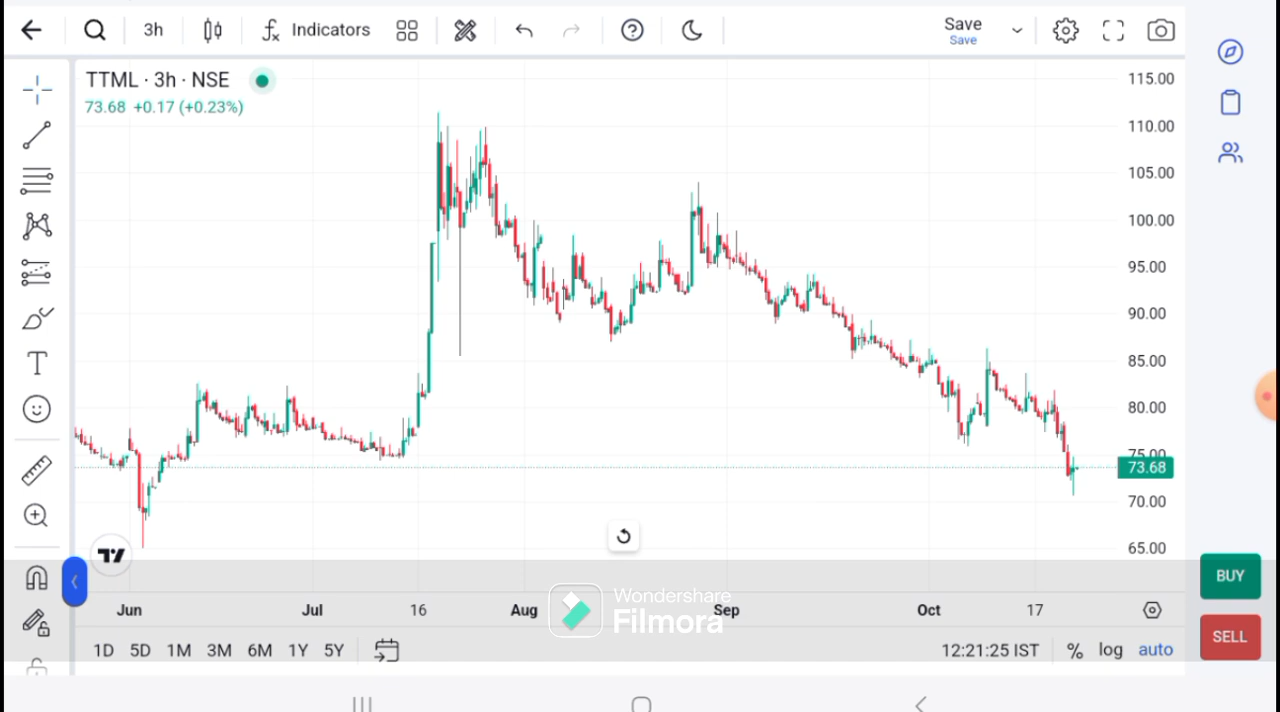 3h
Indicators
Save
Save
TTML · 3h · NSE
73.68 +0.17 (+0.23%)
115.00
110.00
105.00
100.00
95.00
90.00
85.00
80.00
75.00
73.68
70.00
65.00
Jun
Jul
16
Aug
Sep
Oct
17
Wondershare
Filmora
1D 5D 1M 3M 6M 1Y 5Y
12:21:25 IST
% log auto
BUY
SELL